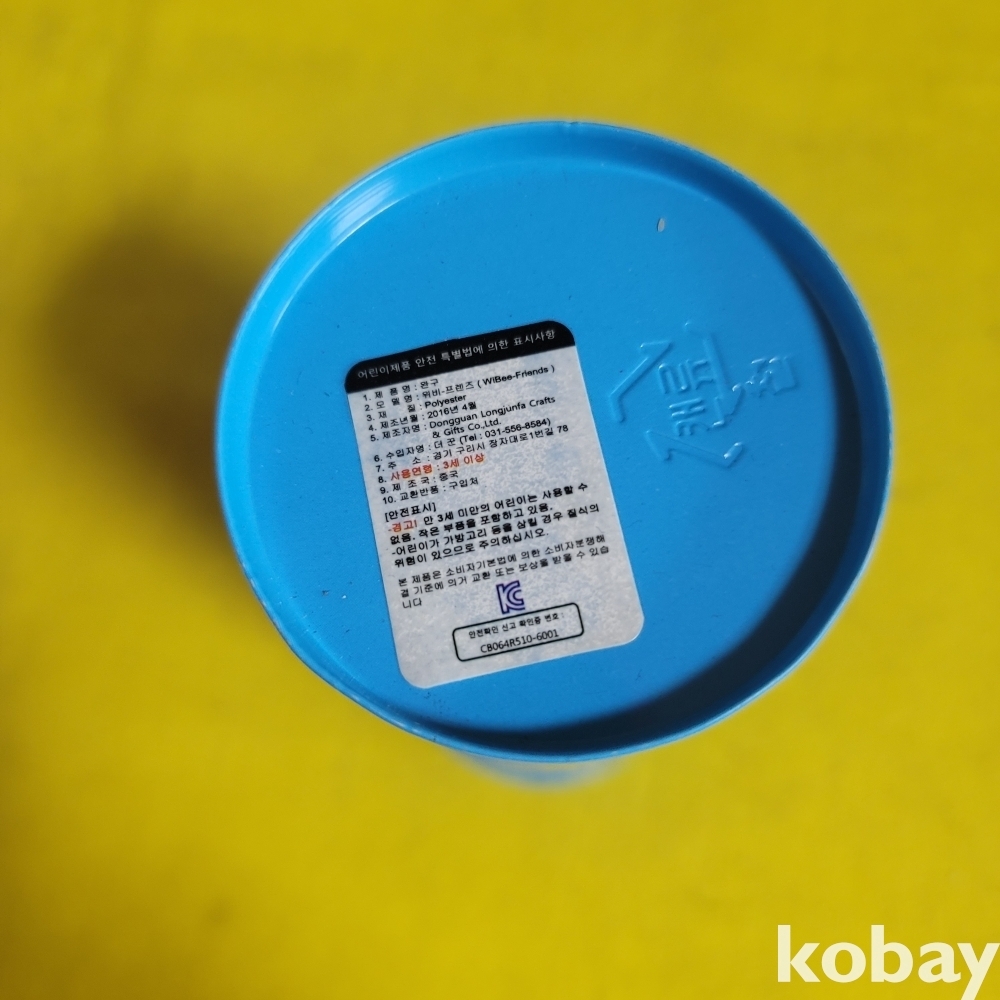 어린이제품 안전 특별법에 의한 표시사항
1. 제 품 명 : 완구
2. 모 델 명 : 위비-프렌즈 ( WIBee-Friends )
3. 재 질 : Polyester
4. 제조년월 : 2016년 4월
5. 제조자명 : Dongguan Longjunfa Crafts
& Gifts Co.,Ltd.
6. 수입자명 : 더 꾼 (Tel : 031-556-8584)
7. 주 소 : 경기 구리시 장자대로1번길 78
8. 사용연령 : 3세 이상
9. 제 조 국 : 중국
10. 교환반품 : 구입처
[안전표시]
-경고! 만 3세 미만의 어린이는 사용할 수
없음. 작은 부품을 포함하고 있음.
-어린이가 가방고리 등을 삼킬 경우 질식의
위험이 있으므로 주의하십시오.
본 제품은 소비자기본법에 의한 소비자분쟁해
결 기준에 의거 교환 또는 보상을 받을 수 있습
니다
KC
안전확인 신고 확인증 번호 :
CB064R510-6001
캔류
철
kobay